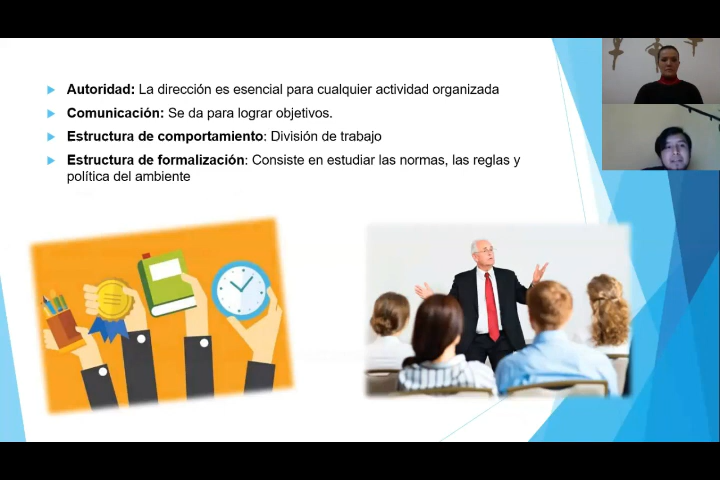 Autoridad: La dirección es esencial para cualquier actividad organizada
Comunicación: Se da para lograr objetivos.
Estructura de comportamiento: División de trabajo
Estructura de formalización: Consiste en estudiar las normas, las reglas y
política del ambiente